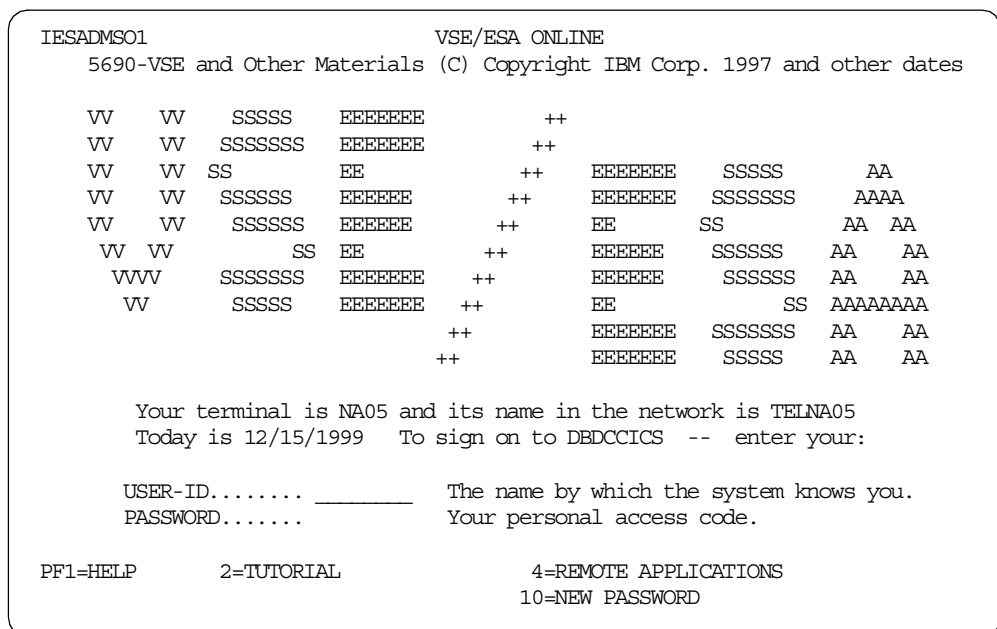 IESADMSO1                        VSE/ESA ONLINE
    5690-VSE and Other Materials (C) Copyright IBM Corp. 1997 and other dates
    VV    VV    SSSSS    EEEEEEE          ++
    VV    VV   SSSSSSS   EEEEEEE         ++
    VV    VV  SS         EE             ++    EEEEEEE    SSSSS       AA
    VV    VV   SSSSSS    EEEEEE        ++     EEEEEEE   SSSSSSS     AAAA
    VV    VV    SSSSSS   EEEEEE       ++      EE       SS          AA  AA
     VV  VV          SS  EE          ++       EEEEEE    SSSSSS    AA    AA
      VVVV     SSSSSSS   EEEEEEE    ++        EEEEEE     SSSSSS   AA    AA
       VV       SSSSS    EEEEEEE   ++         EE              SS  AAAAAAAA
                                  ++          EEEEEEE   SSSSSSS   AA    AA
                                 ++           EEEEEEE    SSSSS    AA    AA
        Your terminal is NA05 and its name in the network is TELNA05
        Today is 12/15/1999   To sign on to DBDCCICS  --  enter your:
       USER-ID........ ________   The name by which the system knows you.
       PASSWORD.......            Your personal access code.
PF1=HELP       2=TUTORIAL                4=REMOTE APPLICATIONS
                                        10=NEW PASSWORD